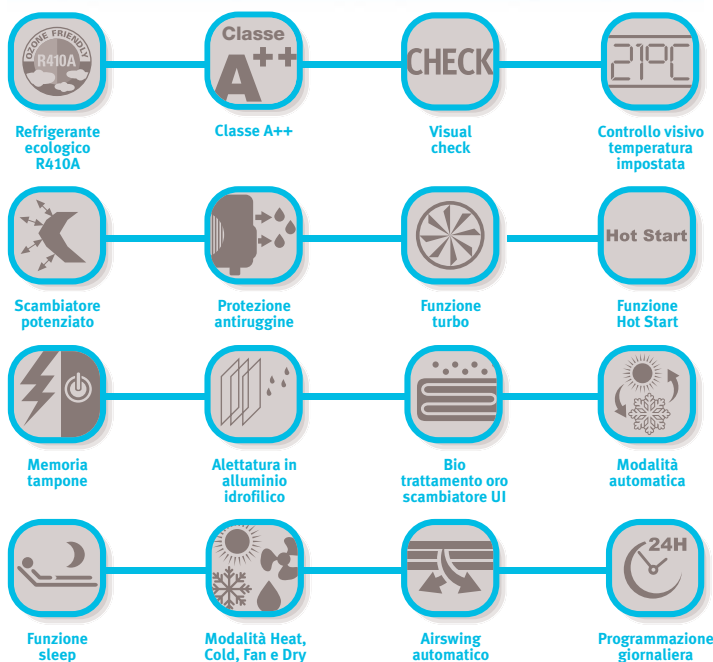 OZONE FRIENDLY
R410A
Classe
A++
CHECK
21°C
Refrigerante
ecologico
R410A
Classe A++
Visual
check
Controllo visivo
temperatura
impostata
Hot Start
Scambiatore
potenziato
Protezione
antiruggine
Funzione
turbo
Funzione
Hot Start
Memoria
tampone
Alettatura in
alluminio
idrofilico
Bio
trattamento oro
scambiatore UI
Modalità
automatica
24H
Funzione
sleep
Modalità Heat,
Cold, Fan e Dry
Airswing
automatico
Programmazione
giornaliera